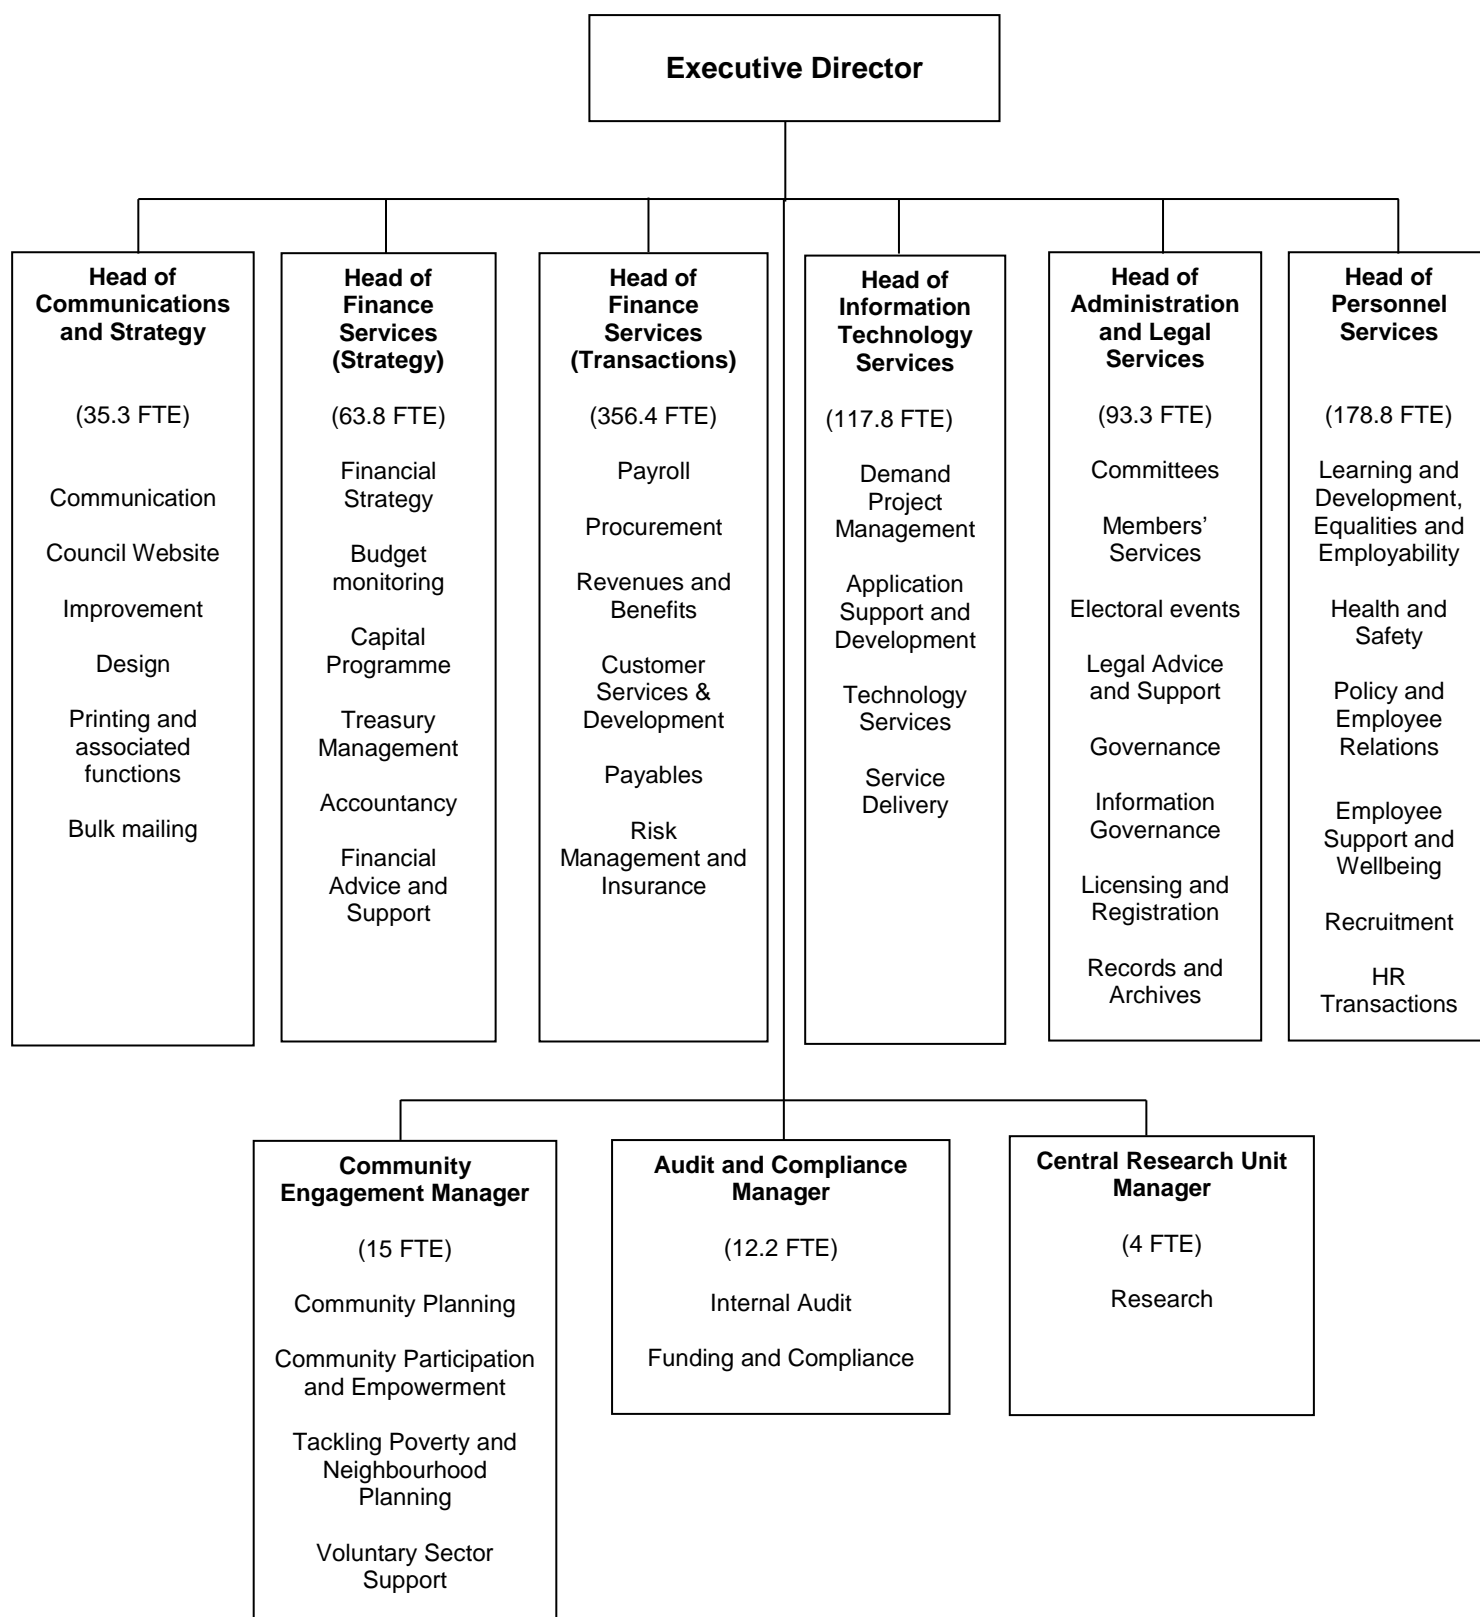 Executive Director
Head of
Communications
and Strategy
(35.3 FTE)
Communication
Council Website
Improvement
Design
Printing and
associated
functions
Bulk mailing
Head of
Finance
Services
(Strategy)
(63.8 FTE)
Financial
Strategy
Budget
monitoring
Capital
Programme
Treasury
Management
Accountancy
Financial
Advice and
Support
Head of
Finance
Services
(Transactions)
(356.4 FTE)
Payroll
Procurement
Revenues and
Benefits
Customer
Services &
Development
Payables
Risk
Management and
Insurance
Head of
Information
Technology
Services
(117.8 FTE)
Demand
Project
Management
Application
Support and
Development
Technology
Services
Service
Delivery
Head of
Administration
and Legal
Services
(93.3 FTE)
Committees
Members’
Services
Electoral events
Legal Advice
and Support
Governance
Information
Governance
Licensing and
Registration
Records and
Archives
Head of
Personnel
Services
(178.8 FTE)
Learning and
Development,
Equalities and
Employability
Health and
Safety
Policy and
Employee
Relations
Employee
Support and
Wellbeing
Recruitment
HR
Transactions
Community
Engagement Manager
(15 FTE)
Community Planning
Community Participation
and Empowerment
Tackling Poverty and
Neighbourhood
Planning
Voluntary Sector
Support
Audit and Compliance
Manager
(12.2 FTE)
Internal Audit
Funding and Compliance
Central Research Unit
Manager
(4 FTE)
Research